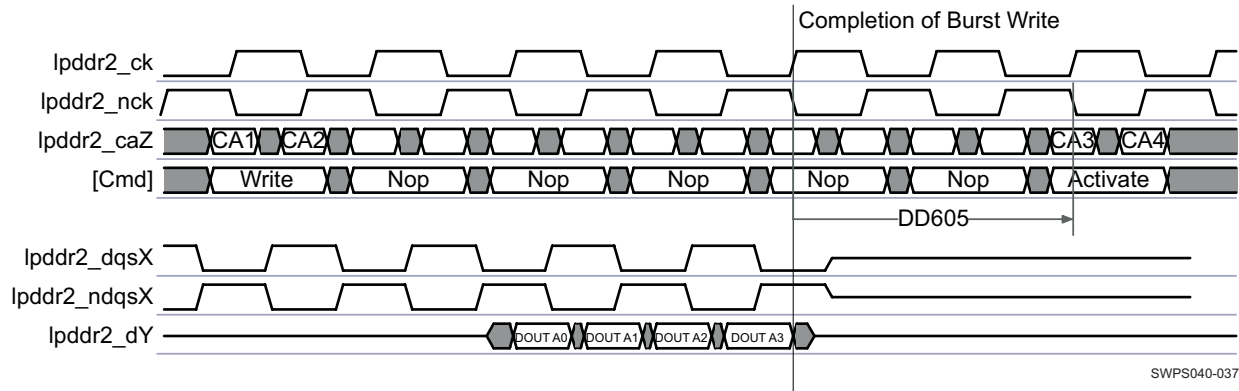 Completion of Burst Write
lpddr2_ck
lpddr2_nck
lpddr2_caZ CA1 CA2 CA3 CA4
[Cmd] Write Nop Nop Nop Nop Nop Activate
DD605
lpddr2_dqsX
lpddr2_ndqsX
lpddr2_dY DOUT A0 DOUT A1 DOUT A2 DOUT A3
SWPS040-037